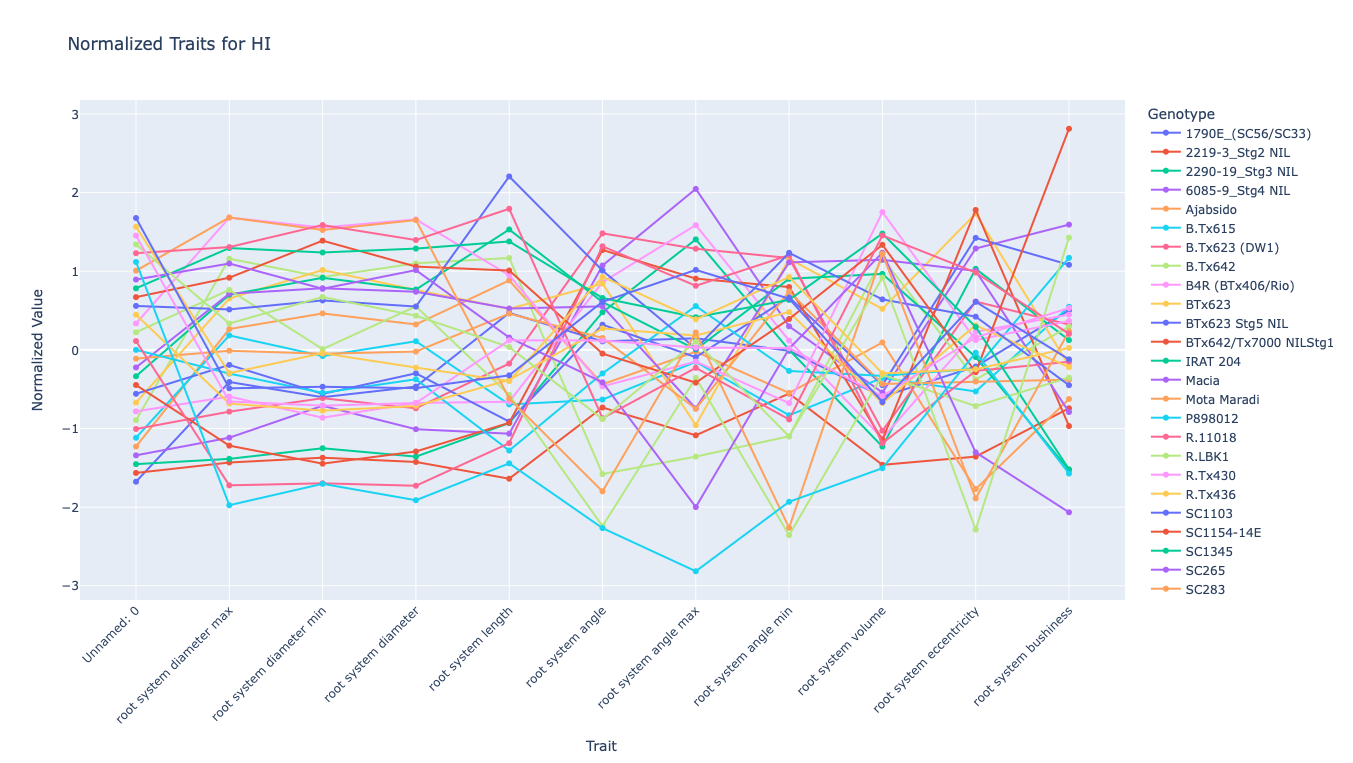 Normalized Traits for HI
Genotype
1790E_(SC56/SC33)
2219-3_Stg2 NIL
2290-19_Stg3 NIL
6085-9_Stg4 NIL
Ajabsido
B.Tx615
B.Tx623 (DW1)
B.Tx642
B4R (BTx406/Rio)
BTx623
BTx623 Stg5 NIL
BTx642/Tx7000 NILStg1
IRAT 204
Macia
Mota Maradi
P898012
R.11018
R.LBK1
R.Tx430
R.Tx436
SC1103
SC1154-14E
SC1345
SC265
SC283
Normalized Value
3
2
1
0
−1
−2
−3
Unnamed: 0
root system diameter max
root system diameter min
root system diameter
root system length
root system angle
root system angle max
root system angle min
root system volume
root system eccentricity
root system bushiness
Trait